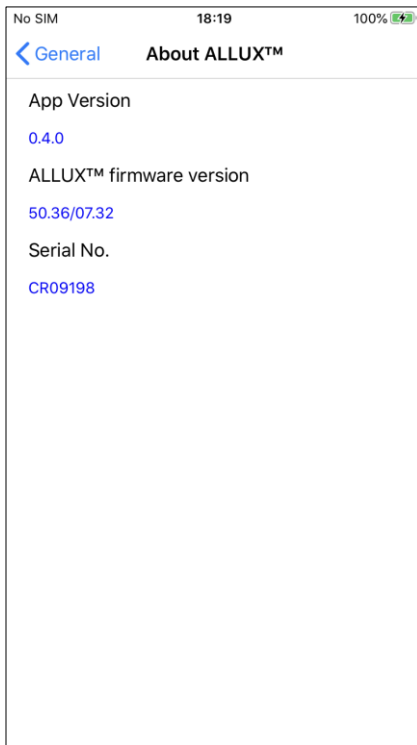 No SIM 18:19 100%
General About ALLUX™
App Version
0.4.0
ALLUX™ firmware version
50.36/07.32
Serial No.
CR09198